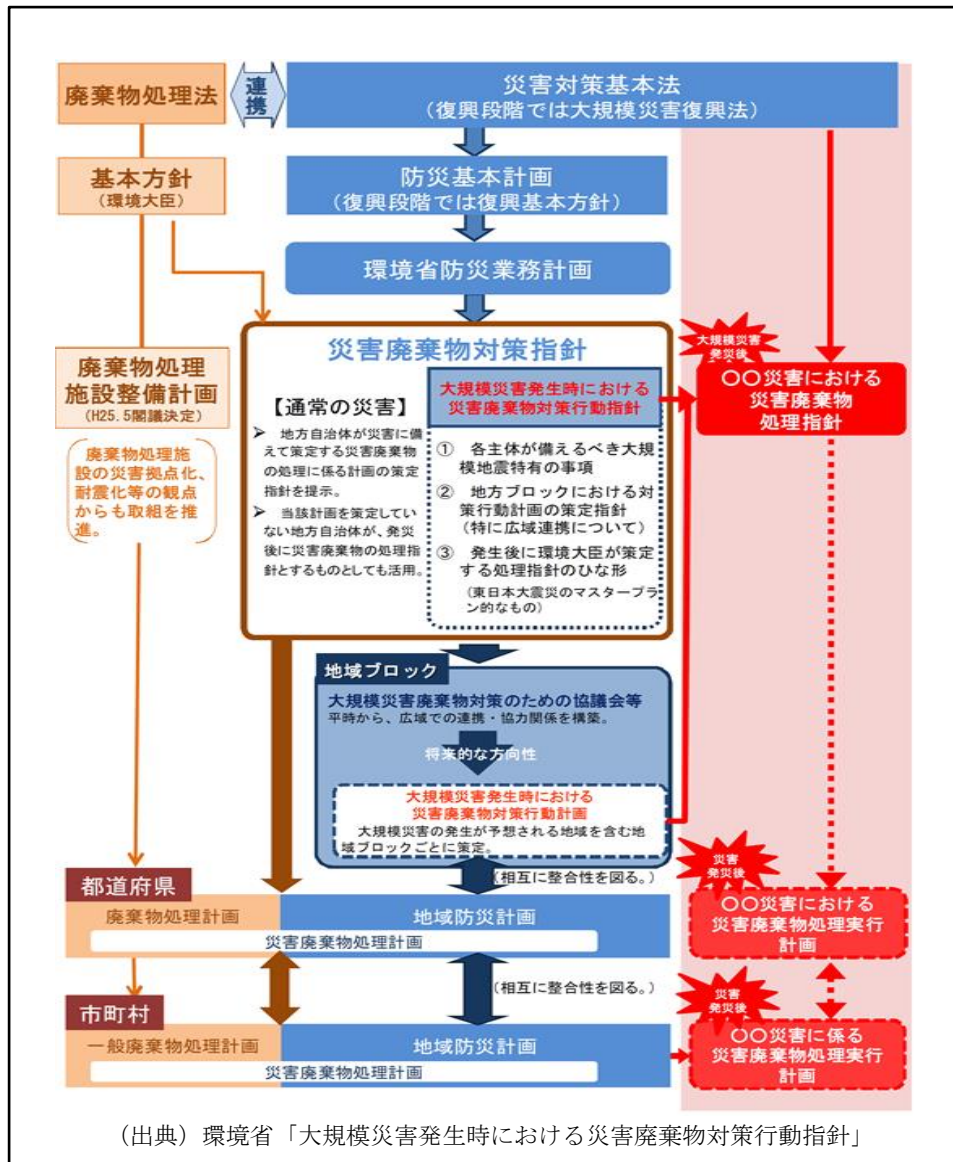 廃棄物処理法
連携
災害対策基本法
(復興段階では大規模災害復興法)
基本方針
(環境大臣)
防災基本計画
(復興段階では復興基本方針)
環境省防災業務計画
廃棄物処理
施設整備計画
(H25.5閣議決定)
廃棄物処理施
設の災害拠点化、
耐震化等の観点
からも取組を推
進。
災害廃棄物対策指針
【通常の災害】
➢ 地方自治体が災害に備
えて策定する災害廃棄物
の処理に係る計画の策定
指針を提示。
➢ 当該計画を策定してい
ない地方自治体が、発災
後に災害廃棄物の処理指
針とするものとしても活用。
大規模災害発生時における
災害廃棄物対策行動指針
① 各主体が備えるべき大規
模地震特有の事項
② 地方ブロックにおける対
策行動計画の策定指針
(特に広域連携について)
③ 発生後に環境大臣が策定
する処理指針のひな形
(東日本大震災のマスタープラ
ン的なもの)
大規模災害
発災後
〇〇災害における
災害廃棄物
処理指針
地域ブロック
大規模災害廃棄物対策のための協議会等
平時から、広域での連携・協力関係を構築。
将来的な方向性
大規模災害発生時における
災害廃棄物対策行動計画
大規模災害の発生が予想される地域を含む地
域ブロックごとに策定。
(相互に整合性を図る。)
都道府県
廃棄物処理計画
地域防災計画
災害廃棄物処理計画
災害
発災後
〇〇災害における
災害廃棄物処理実行
計画
(相互に整合性を図る。)
市町村
一般廃棄物処理計画
地域防災計画
災害廃棄物処理計画
災害
発災後
〇〇災害に係る
災害廃棄物処理実行
計画
(出典)環境省「大規模災害発生時における災害廃棄物対策行動指針」